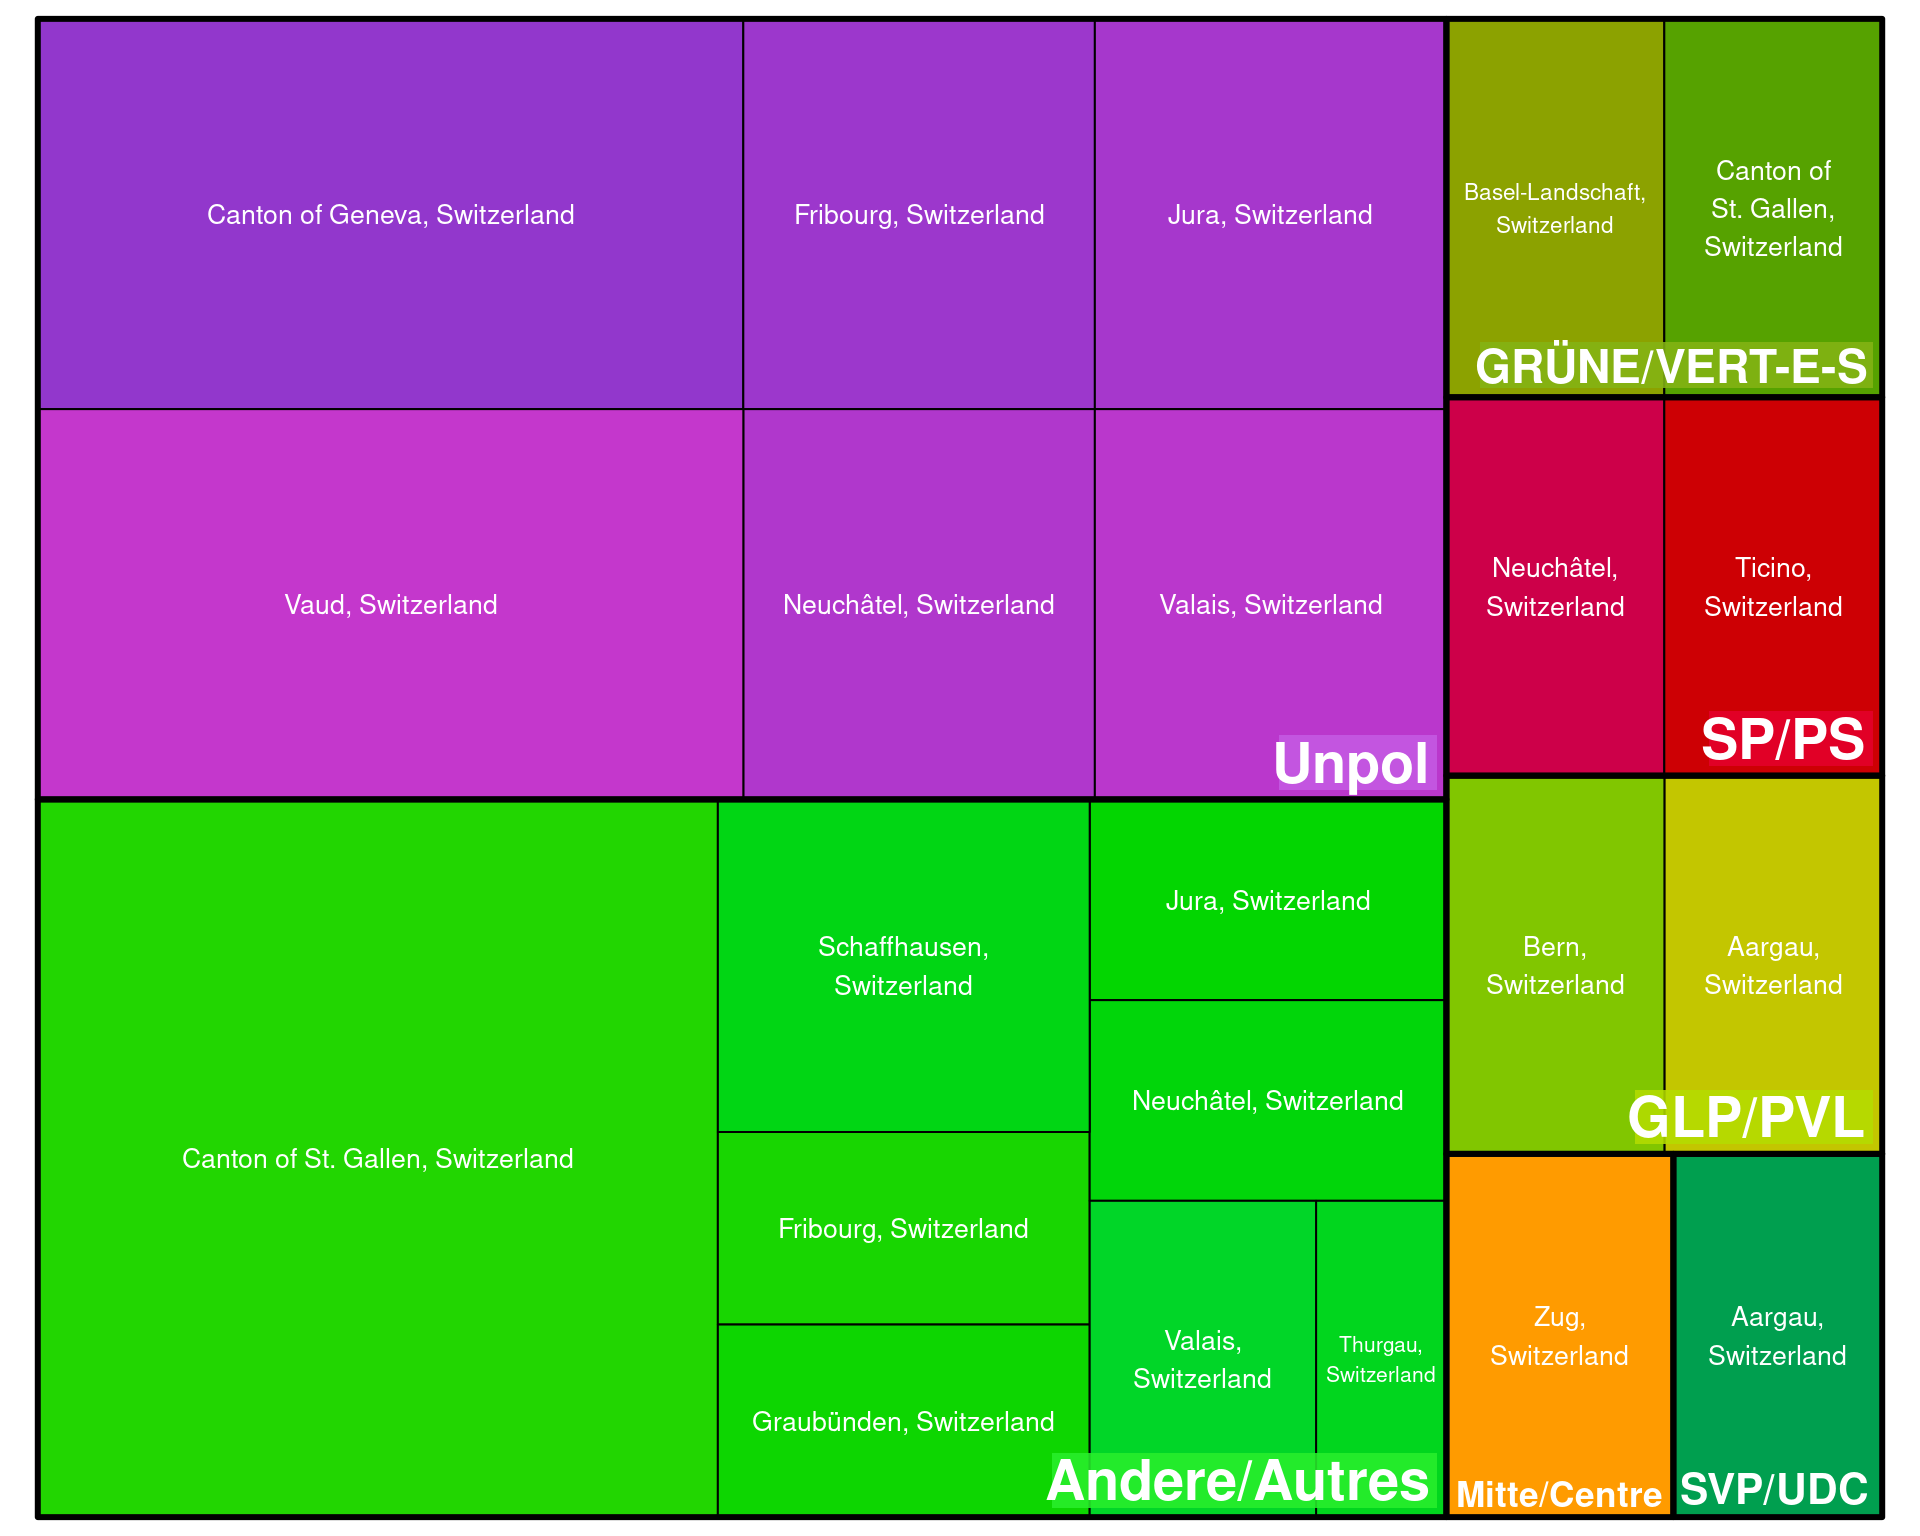 Canton of Geneva, Switzerland
Fribourg, Switzerland
Jura, Switzerland
Vaud, Switzerland
Neuchâtel, Switzerland
Valais, Switzerland
Unpol
Canton of St. Gallen, Switzerland
Schaffhausen,
Switzerland
Fribourg, Switzerland
Graubünden, Switzerland
Jura, Switzerland
Neuchâtel, Switzerland
Valais,
Switzerland
Thurgau,
Switzerland
Andere/Autres
Basel-Landschaft,
Switzerland
Canton of
St. Gallen,
Switzerland
GRÜNE/VERT-E-S
Neuchâtel,
Switzerland
Ticino,
Switzerland
SP/PS
Bern,
Switzerland
Aargau,
Switzerland
GLP/PVL
Zug,
Switzerland
Mitte/Centre
Aargau,
Switzerland
SVP/UDC